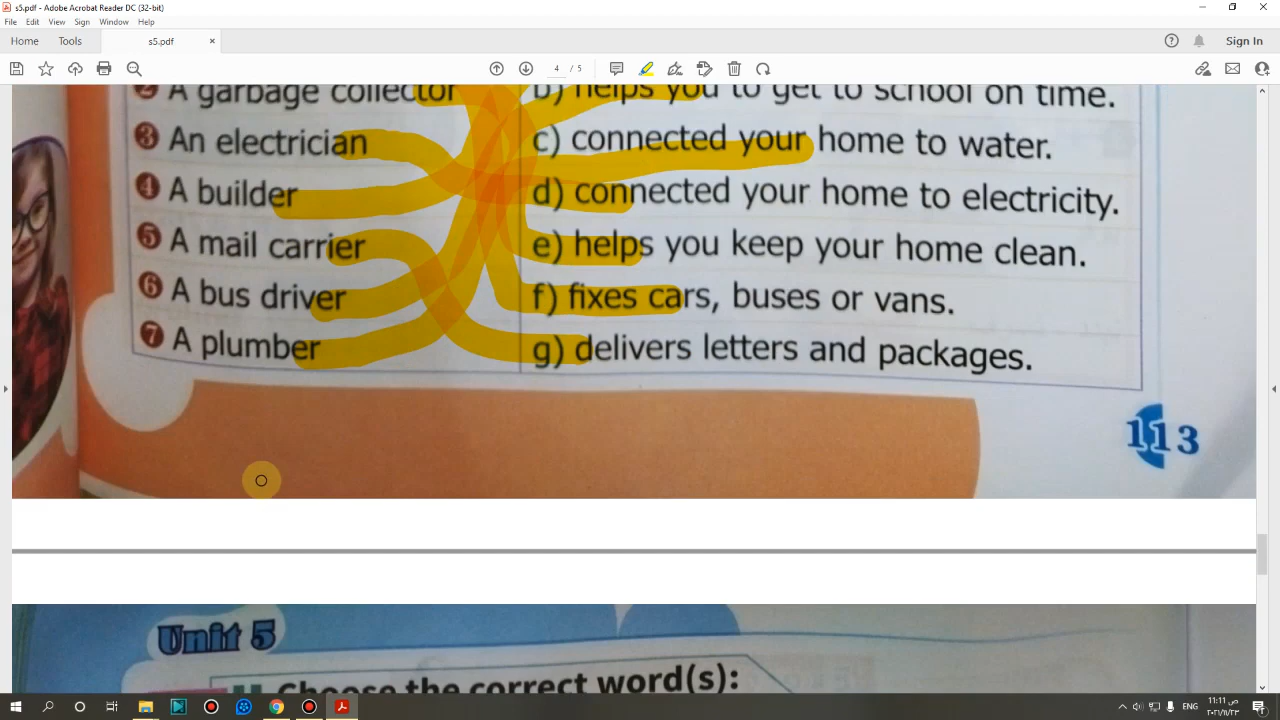 s5.pdf - Adobe Acrobat Reader DC (32-bit)
File Edit View Sign Window Help
Home Tools s5.pdf × Sign In
4 / 5
2 A garbage collector b) helps you to get to school on time.
3 An electrician c) connected your home to water.
4 A builder d) connected your home to electricity.
5 A mail carrier e) helps you keep your home clean.
6 A bus driver f) fixes cars, buses or vans.
7 A plumber g) delivers letters and packages.
113
Unit 5
Choose the correct word(s):
ENG
11:11 ص